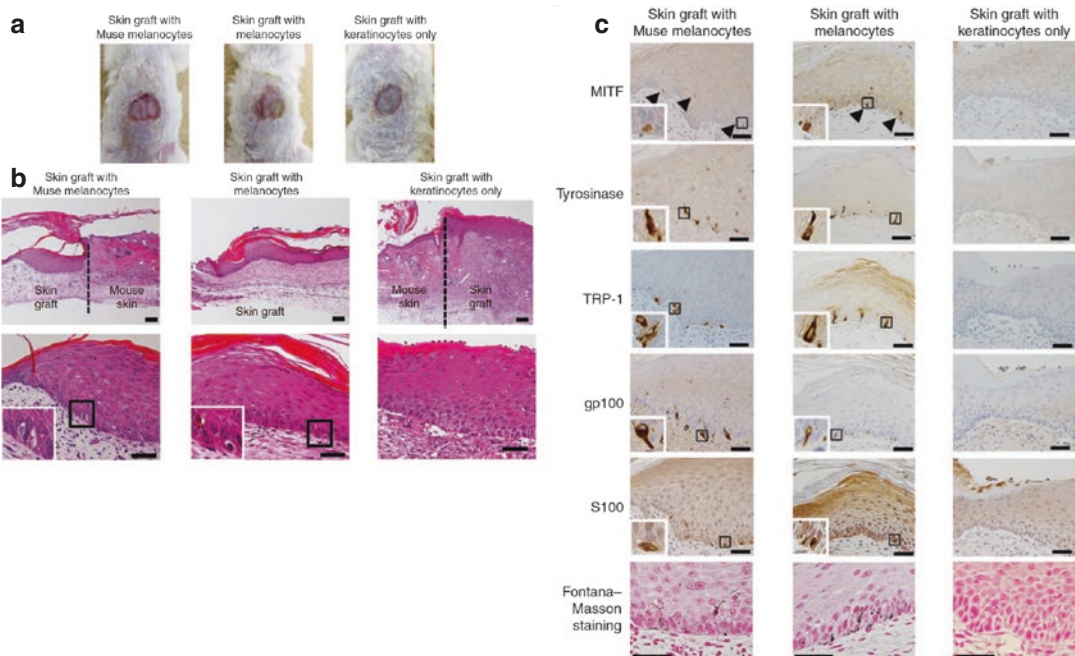 a
Skin graft with
Muse melanocytes
Skin graft with
melanocytes
Skin graft with
keratinocytes only
b
Skin graft with
Muse melanocytes
Skin graft with
melanocytes
Skin graft with
keratinocytes only
Skin
graft
Mouse
skin
Skin graft
Mouse
skin
Skin
graft
c
Skin graft with
Muse melanocytes
Skin graft with
melanocytes
Skin graft with
keratinocytes only
MITF
Tyrosinase
TRP-1
gp100
S100
Fontana–
Masson
staining